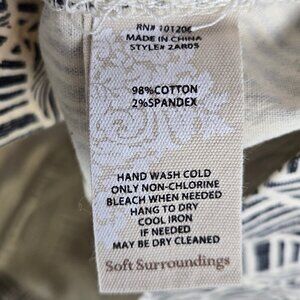 RN# 101206
MADE IN CHINA
STYLE# 2AR05
98%COTTON
2%SPANDEX
HAND WASH COLD
ONLY NON-CHLORINE
BLEACH WHEN NEEDED
HANG TO DRY
COOL IRON
IF NEEDED
MAY BE DRY CLEANED
Soft Surroundings